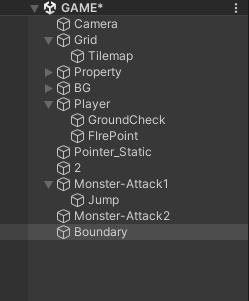 GAME*
Camera
Grid
Tilemap
Property
BG
Player
GroundCheck
FIrePoint
Pointer_Static
2
Monster-Attack1
Jump
Monster-Attack2
Boundary